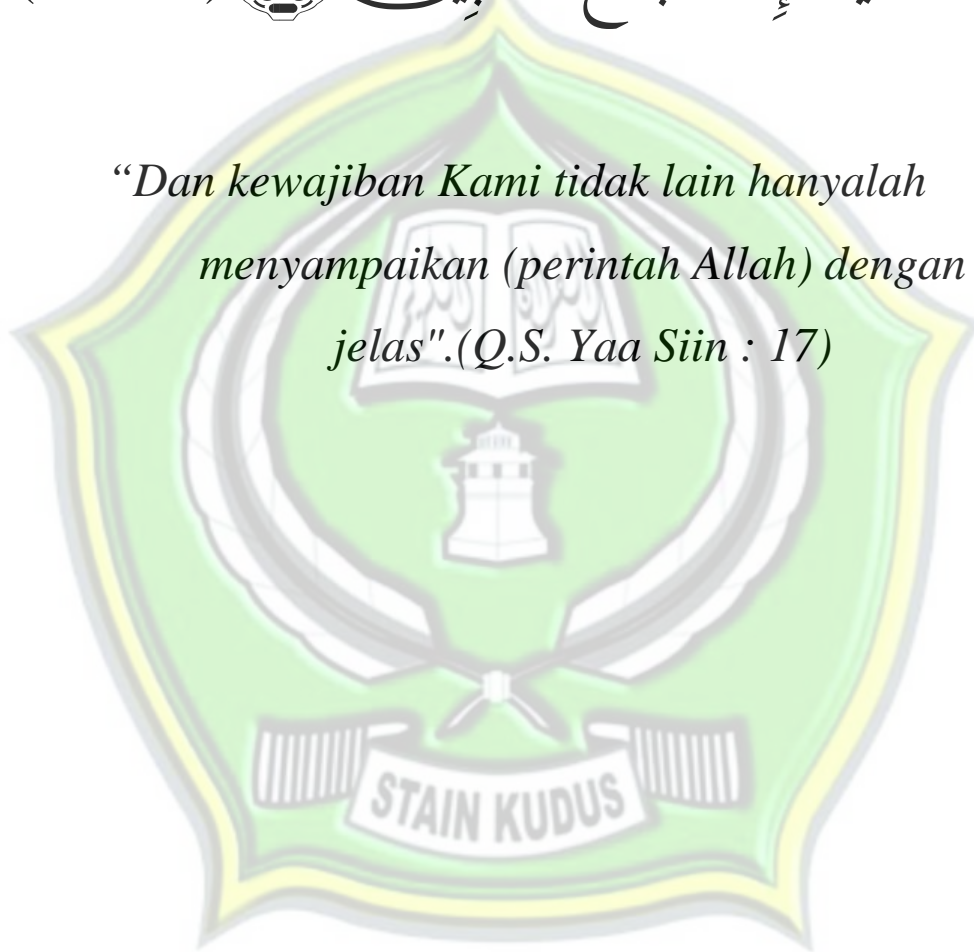 “Dan kewajiban Kami tidak lain hanyalah
menyampaikan (perintah Allah) dengan
jelas".(Q.S. Yaa Siin : 17)
STAIN KUDUS